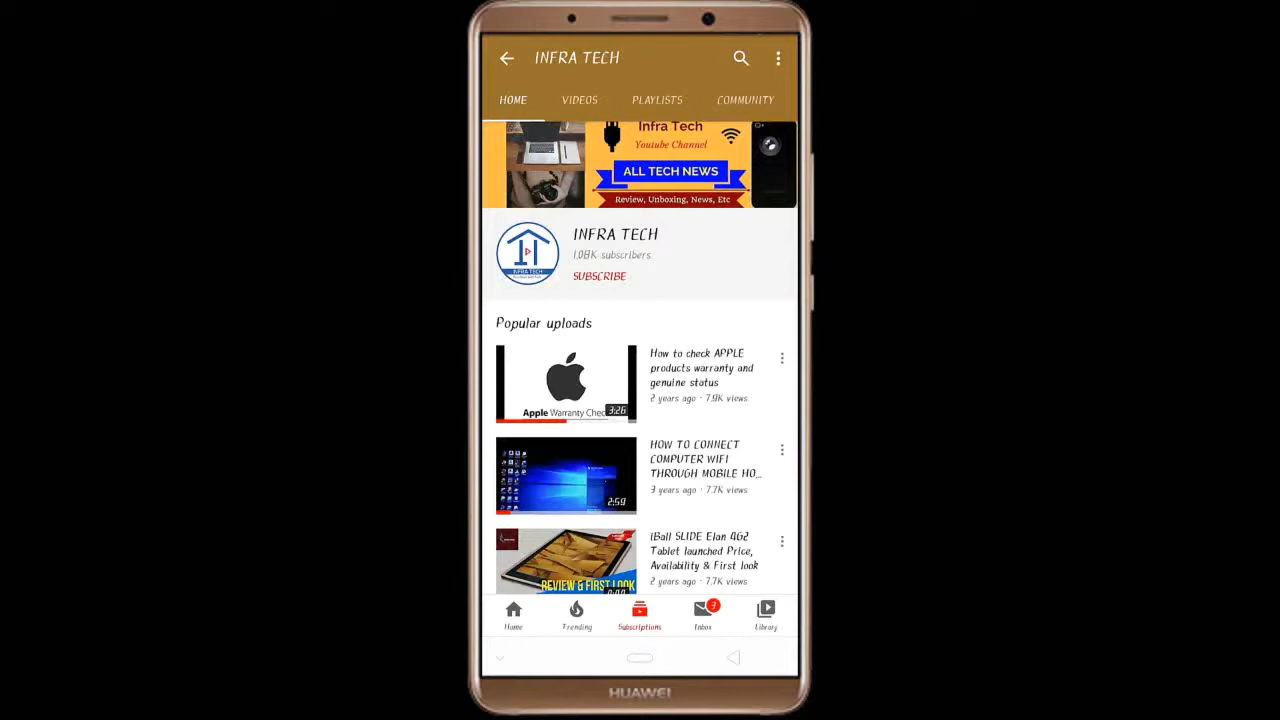 INFRA TECH
HOME VIDEOS PLAYLISTS COMMUNITY
Infra Tech
Youtube Channel
ALL TECH NEWS
Review, Unboxing, News, Etc
INFRA TECH
1.08K subscribers
SUBSCRIBE
INFRA TECH
Popular uploads
How to check APPLE
products warranty and
genuine status
2 years ago · 7.9K views
Apple Warranty Chec
3:26
HOW TO CONNECT
COMPUTER WIFI
THROUGH MOBILE HO...
3 years ago · 7.7K views
2:59
iBall SLIDE Elan 4G2
Tablet launched Price,
Availability & First look
2 years ago · 7.7K views
REVIEW & FIRST LOOK
Home Trending Subscriptions Inbox Library
3
HUAWEI